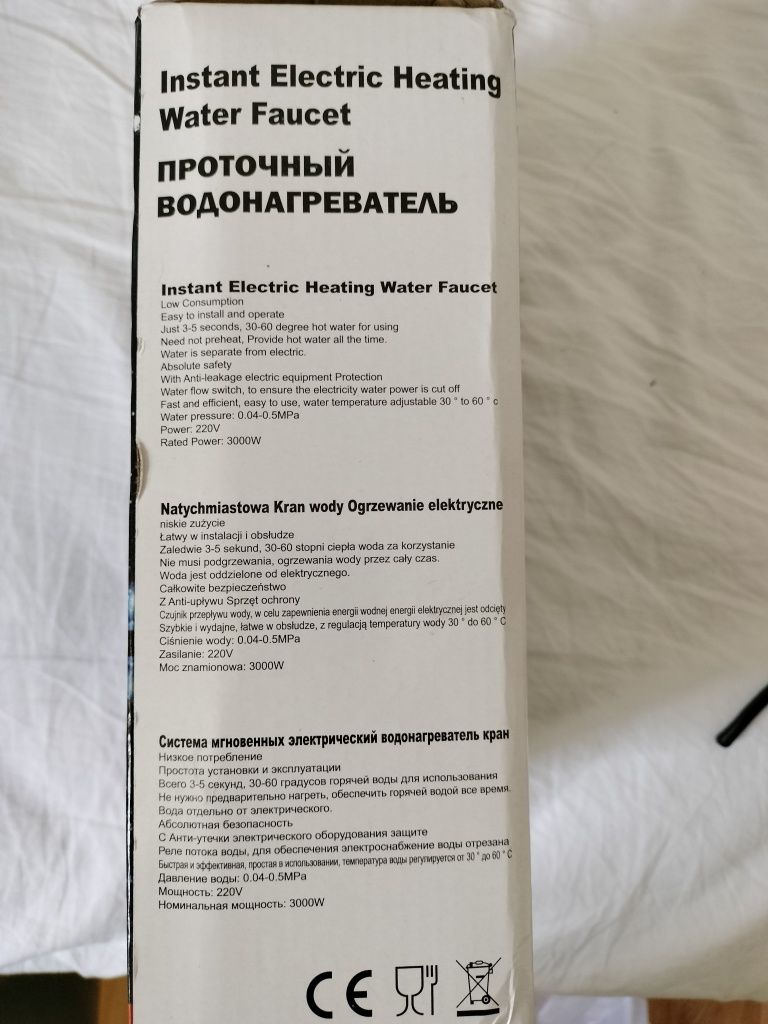 Instant Electric Heating
Water Faucet
ПРОТОЧНЫЙ
ВОДОНАГРЕВАТЕЛЬ
Instant Electric Heating Water Faucet
Low Consumption
Easy to install and operate
Just 3-5 seconds, 30-60 degree hot water for using
Need not preheat, Provide hot water all the time.
Water is separate from electric.
Absolute safety
With Anti-leakage electric equipment Protection
Water flow switch, to ensure the electricity water power is cut off
Fast and efficient, easy to use, water temperature adjustable 30 ° to 60 ° c
Water pressure: 0.04-0.5MPa
Power: 220V
Rated Power: 3000W
Natychmiastowa Kran wody Ogrzewanie elektryczne
niskie zużycie
Łatwy w instalacji i obsłudze
Zaledwie 3-5 sekund, 30-60 stopni ciepła woda za korzystanie
Nie musi podgrzewania, ogrzewania wody przez cały czas.
Woda jest oddzielone od elektrycznego.
Całkowite bezpieczeństwo
Z Anti-upływu Sprzęt ochrony
Czujnik przepływu wody, w celu zapewnienia energii wodnej energii elektrycznej jest odcięty
Szybkie i wydajne, łatwe w obsłudze, z regulacją temperatury wody 30 ° do 60 ° C
Ciśnienie wody: 0.04-0.5MPa
Zasilanie: 220V
Moc znamionowa: 3000W
Система мгновенных электрический водонагреватель кран
Низкое потребление
Простота установки и эксплуатации
Всего 3-5 секунд, 30-60 градусов горячей воды для использования
Не нужно предварительно нагреть, обеспечить горячей водой все время.
Вода отдельно от электрического.
Абсолютная безопасность
С Анти-утечки электрического оборудования защите
Реле потока воды, для обеспечения электроснабжение воды отрезана
Быстрая и эффективная, простая в использовании, температура воды регулируется от 30 ° до 60 ° C
Давление воды: 0.04-0.5MPa
Мощность: 220V
Номинальная мощность: 3000W
CE